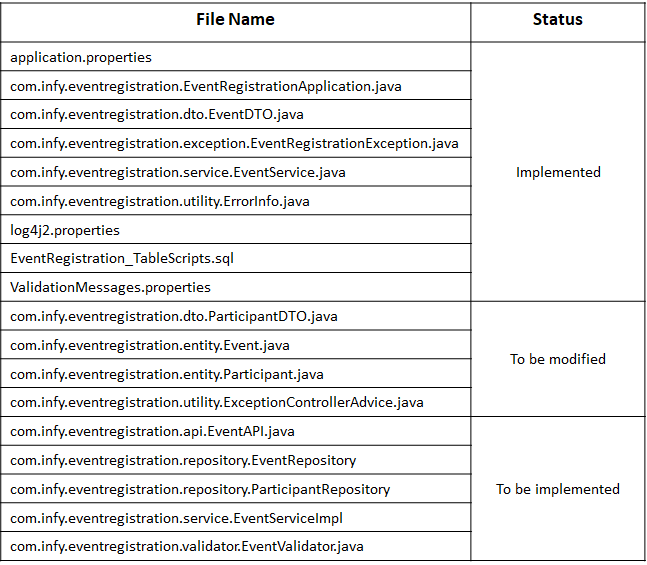 File Name Status
application.properties
com.infy.eventregistration.EventRegistrationApplication.java
com.infy.eventregistration.dto.EventDTO.java
com.infy.eventregistration.exception.EventRegistrationException.java
com.infy.eventregistration.service.EventService.java
Implemented
com.infy.eventregistration.utility.ErrorInfo.java
log4j2.properties
EventRegistration_TableScripts.sql
ValidationMessages.properties
com.infy.eventregistration.dto.ParticipantDTO.java
com.infy.eventregistration.entity.Event.java
To be modified
com.infy.eventregistration.entity.Participant.java
com.infy.eventregistration.utility.ExceptionControllerAdvice.java
com.infy.eventregistration.api.EventAPI.java
com.infy.eventregistration.repository.EventRepository
com.infy.eventregistration.repository.ParticipantRepository
To be implemented
com.infy.eventregistration.service.EventServiceImpl
com.infy.eventregistration.validator.EventValidator.java